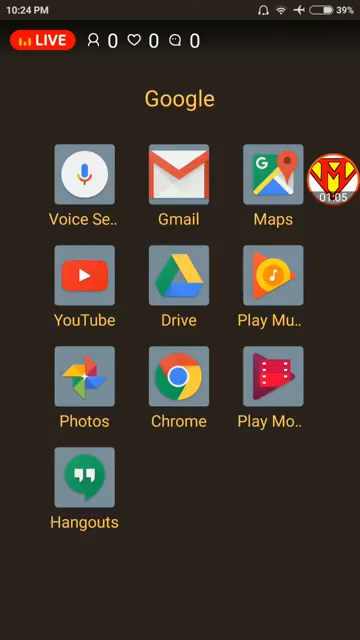 10:24 PM 39%
LIVE 0 0 0
Google
Voice Se.. Gmail Maps
01:05
YouTube Drive Play Mu..
Photos Chrome Play Mo..
Hangouts